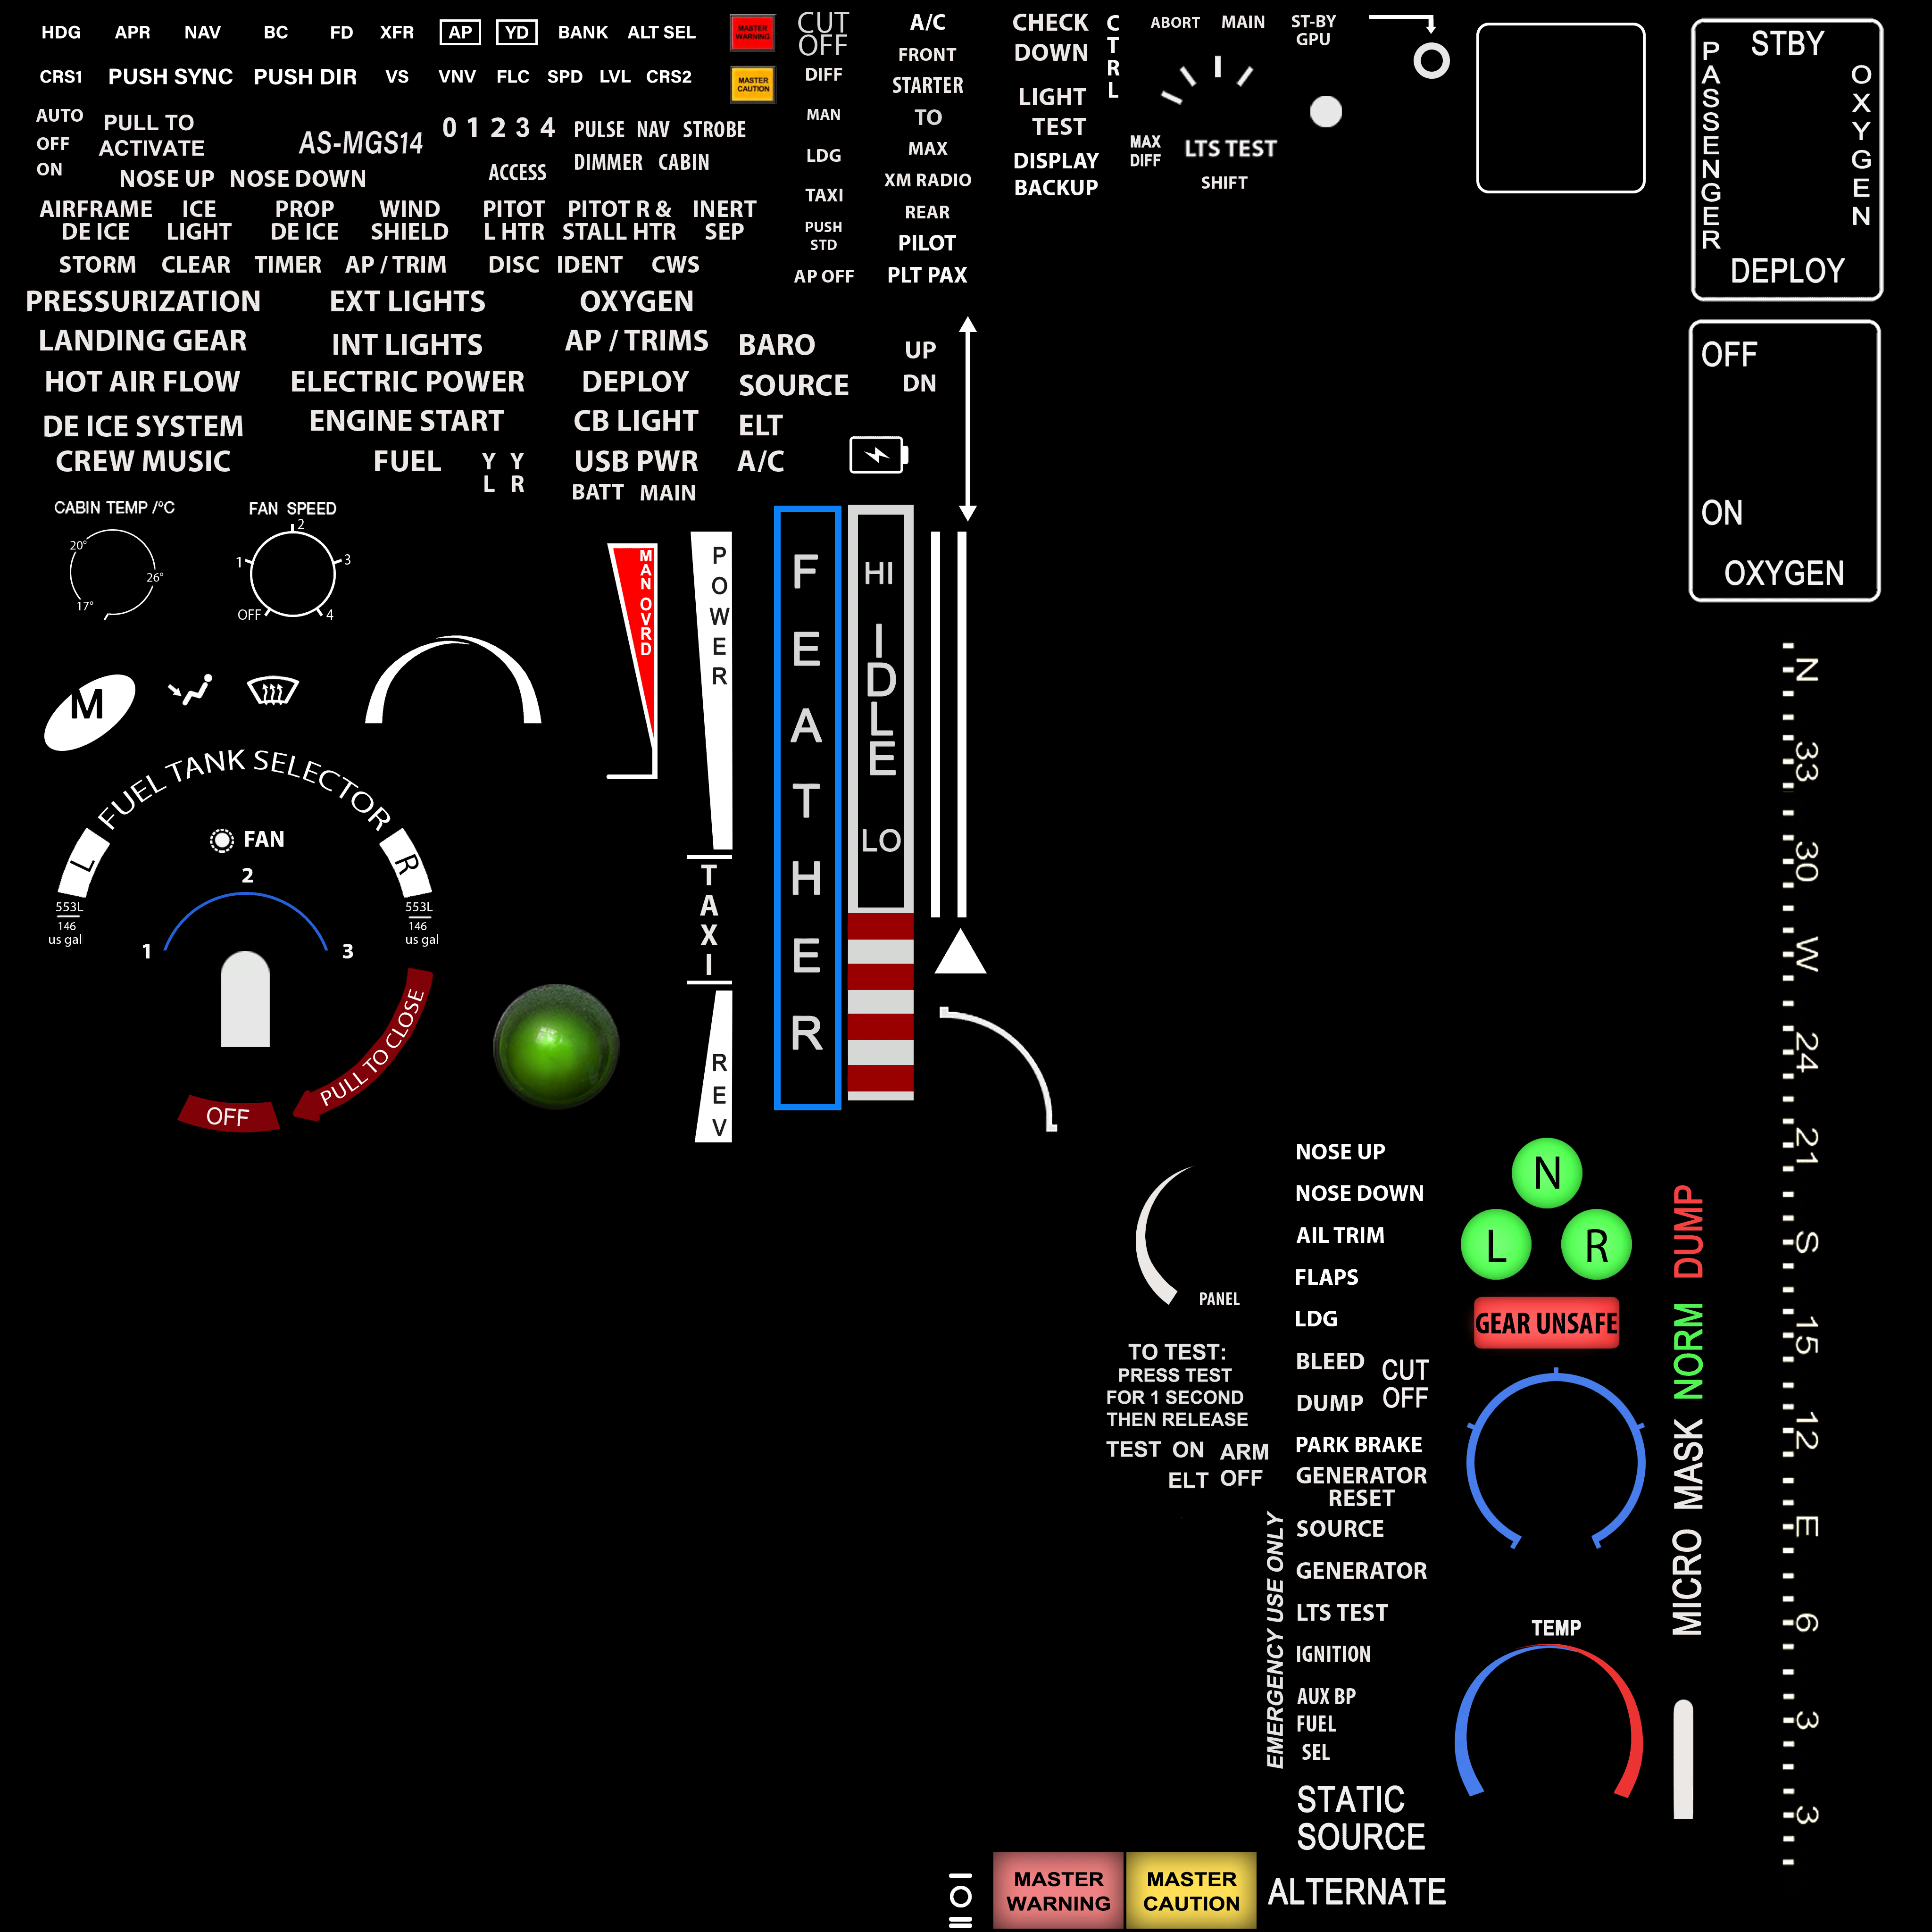 HDG APR NAV BC FD XFR AP YD BANK ALT SEL
MASTER WARNING
CRS1 PUSH SYNC PUSH DIR VS VNV FLC SPD LVL CRS2
MASTER CAUTION
AUTO
OFF
ON
PULL TO
ACTIVATE
NOSE UP NOSE DOWN
AS-MGS14
0 1 2 3 4
ACCESS
PULSE NAV STROBE
DIMMER CABIN
AIRFRAME DE ICE
ICE LIGHT
PROP DE ICE
WIND SHIELD
PITOT L HTR
PITOT R & STALL HTR
INERT SEP
STORM CLEAR TIMER AP / TRIM DISC IDENT CWS
PRESSURIZATION EXT LIGHTS OXYGEN
LANDING GEAR INT LIGHTS AP / TRIMS
HOT AIR FLOW ELECTRIC POWER DEPLOY
DE ICE SYSTEM ENGINE START CB LIGHT
CREW MUSIC FUEL
Y Y
L R
USB PWR
BATT MAIN
BARO
SOURCE
ELT
A/C
UP
DN
CUT
OFF
DIFF
MAN
LDG
TAXI
PUSH
STD
AP OFF
A/C
FRONT
STARTER
TO
MAX
XM RADIO
REAR
PILOT
PLT PAX
CHECK
DOWN
LIGHT
TEST
DISPLAY
BACKUP
CTRL
ABORT MAIN
ST-BY
GPU
MAX
DIFF
LTS TEST
SHIFT
STBY
PASSENGER
OXYGEN
DEPLOY
OFF
ON
OXYGEN
CABIN TEMP /°C
20°
26°
17°
FAN SPEED
2
1
3
OFF
4
M
FUEL TANK SELECTOR
L
R
FAN
2
1
3
553L
146
us gal
553L
146
us gal
PULL TO CLOSE
OFF
MAN OVRD
POWER
TAXI
REV
FEATHER
HI
IDLE
LO
PANEL
TO TEST:
PRESS TEST
FOR 1 SECOND
THEN RELEASE
TEST ON ARM
ELT OFF
NOSE UP
NOSE DOWN
AIL TRIM
FLAPS
LDG
BLEED
DUMP
CUT
OFF
PARK BRAKE
GENERATOR
RESET
SOURCE
GENERATOR
LTS TEST
IGNITION
AUX BP
FUEL
SEL
EMERGENCY USE ONLY
STATIC
SOURCE
ALTERNATE
MASTER
WARNING
MASTER
CAUTION
N
L R
GEAR UNSAFE
TEMP
MICRO MASK NORM DUMP
N
33
30
W
24
21
S
15
12
E
6
3
3